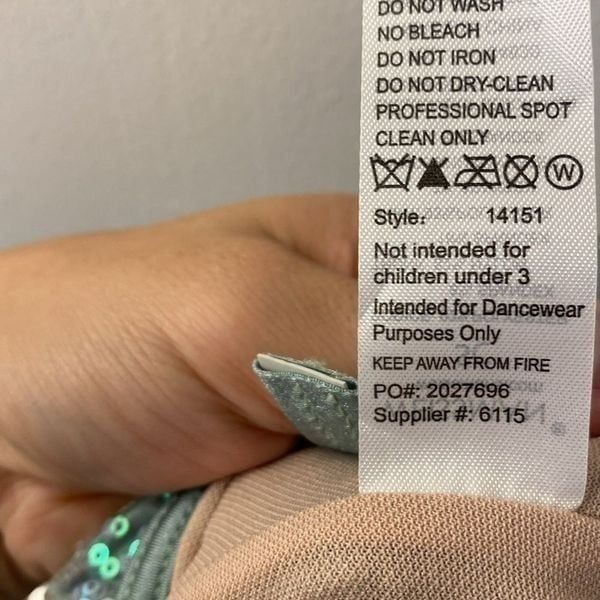 DO NOT WASH
NO BLEACH
DO NOT IRON
DO NOT DRY-CLEAN
PROFESSIONAL SPOT
CLEAN ONLY
W
Style: 14151
Not intended for
children under 3
Intended for Dancewear
Purposes Only
KEEP AWAY FROM FIRE
PO#: 2027696
Supplier #: 6115